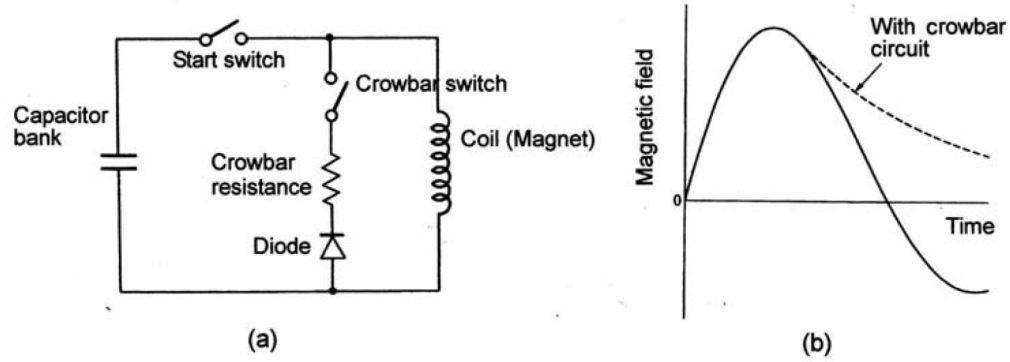 Start switch
Crowbar switch
Capacitor
bank
Coil (Magnet)
Crowbar
resistance
Diode
(a)
With crowbar
circuit
Magnetic field
0
Time
(b)